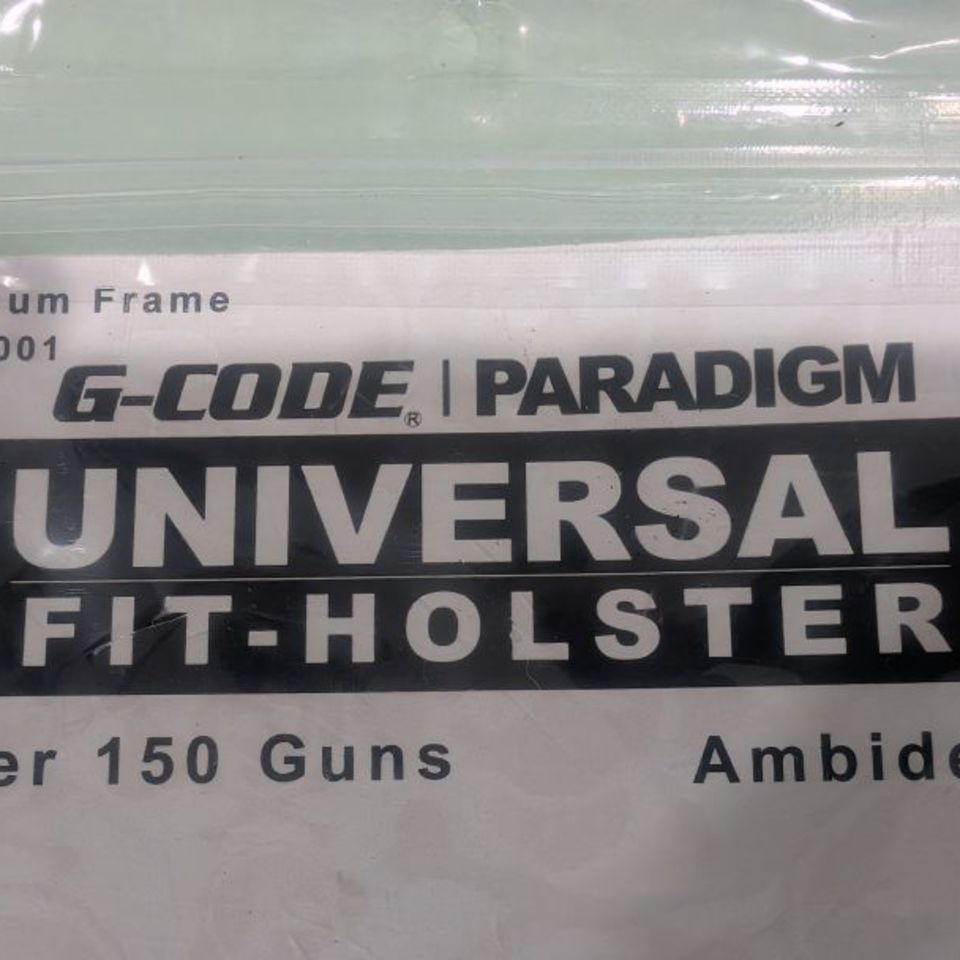 um Frame
001
G-CODE® | PARADIGM
UNIVERSAL
FIT-HOLSTER
er 150 Guns Ambide